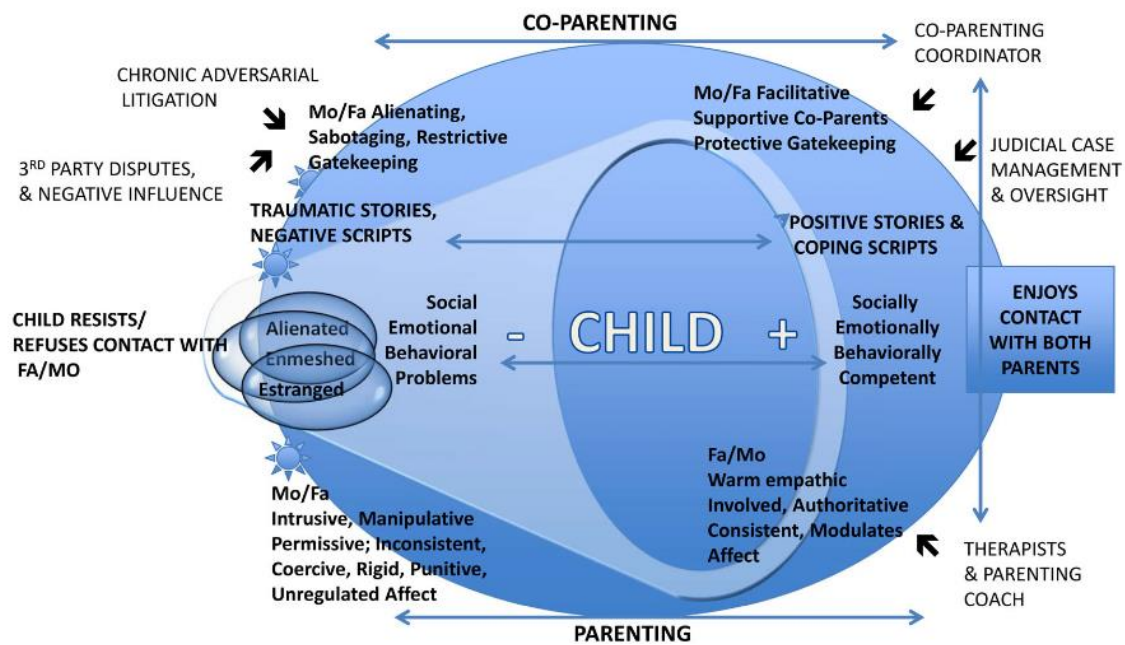 CO-PARENTING
CO-PARENTING
COORDINATOR
CHRONIC ADVERSARIAL
LITIGATION
Mo/Fa Alienating,
Sabotaging, Restrictive
Gatekeeping
Mo/Fa Facilitative
Supportive Co-Parents
Protective Gatekeeping
3RD PARTY DISPUTES,
& NEGATIVE INFLUENCE
JUDICIAL CASE
MANAGEMENT
& OVERSIGHT
TRAUMATIC STORIES,
NEGATIVE SCRIPTS
POSITIVE STORIES &
COPING SCRIPTS
CHILD RESISTS/
REFUSES CONTACT WITH
FA/MO
Alienated
Enmeshed
Estranged
Social
Emotional
Behavioral
Problems
- CHILD +
Socially
Emotionally
Behaviorally
Competent
ENJOYS
CONTACT
WITH BOTH
PARENTS
Mo/Fa
Intrusive, Manipulative
Permissive; Inconsistent,
Coercive, Rigid, Punitive,
Unregulated Affect
Fa/Mo
Warm empathic
Involved, Authoritative
Consistent, Modulates
Affect
THERAPISTS
& PARENTING
COACH
PARENTING